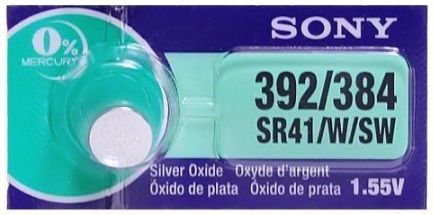 SONY
0%
MERCURY
392/384
SR41/W/SW
Silver Oxide Oxyde d'argent
Óxido de plata Óxido de prata 1.55V